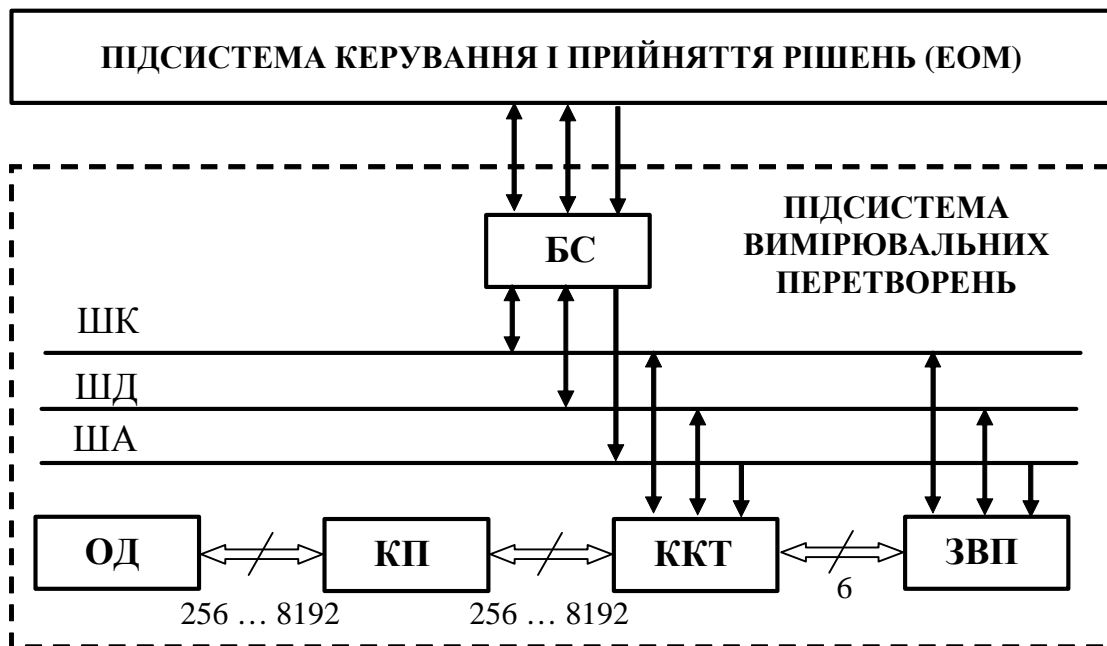 ПІДСИСТЕМА КЕРУВАННЯ І ПРИЙНЯТТЯ РІШЕНЬ (ЕОМ)
ПІДСИСТЕМА
ВИМІРЮВАЛЬНИХ
ПЕРЕТВОРЕНЬ
БС
ШК
ШД
ША
ОД
КП
ККТ
ЗВП
256 … 8192
256 … 8192
6